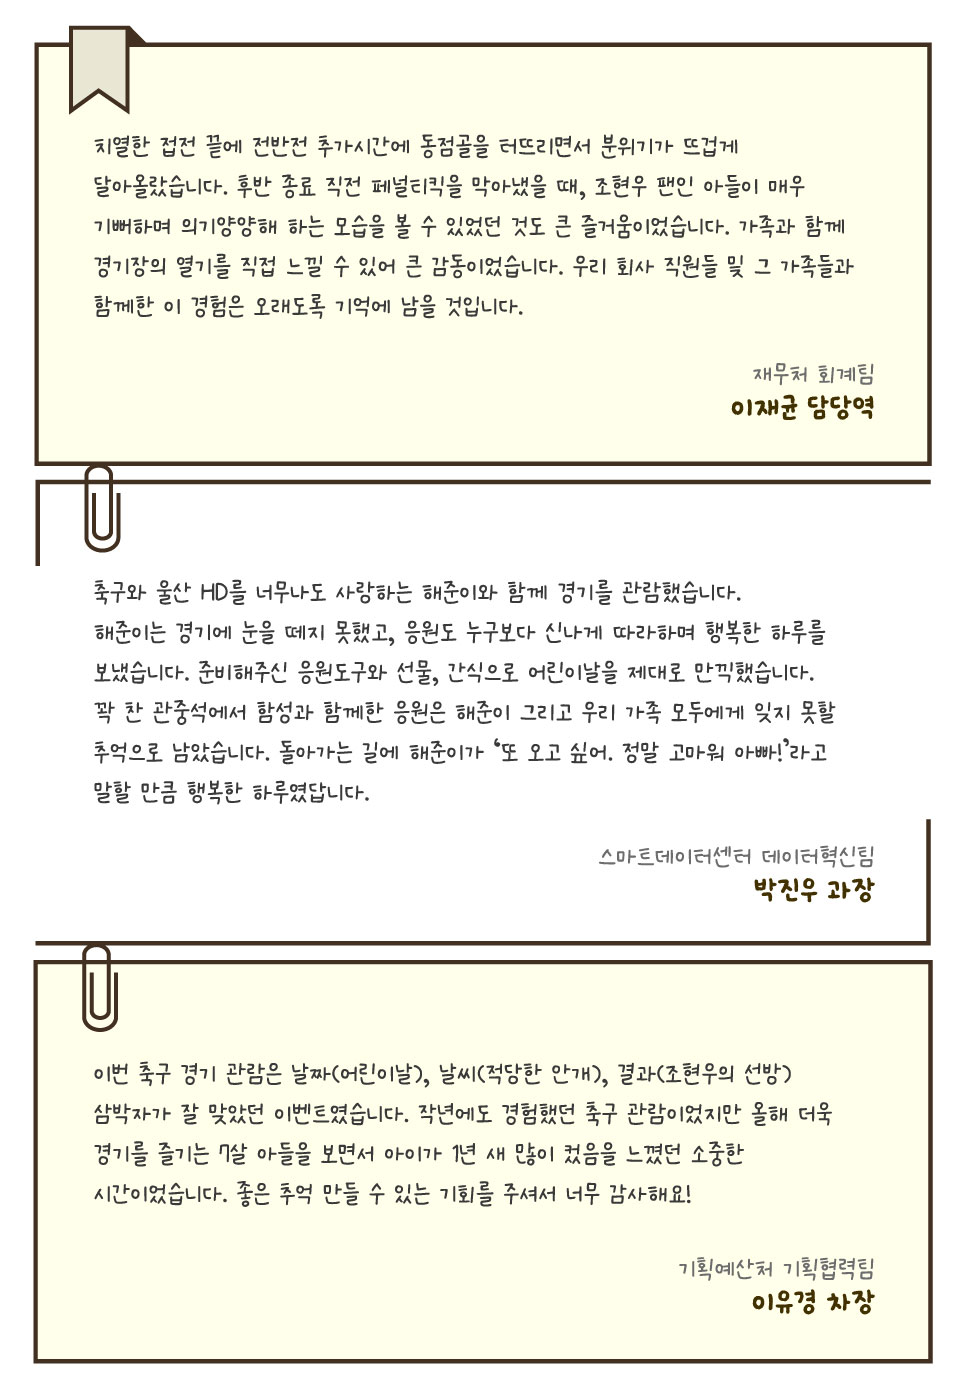 치열한 접전 끝에 전반전 추가시간에 동점골을 터뜨리면서 분위기가 뜨겁게
달아올랐습니다. 후반 종료 직전 페널티킥을 막아냈을 때, 조현우 팬인 아들이 매우
기뻐하며 의기양양해 하는 모습을 볼 수 있었던 것도 큰 즐거움이었습니다. 가족과 함께
경기장의 열기를 직접 느낄 수 있어 큰 감동이었습니다. 우리 회사 직원들 및 그 가족들과
함께한 이 경험은 오래도록 기억에 남을 것입니다.
재무처 회계팀
이재균 담당역
축구와 울산 HD를 너무나도 사랑하는 해준이와 함께 경기를 관람했습니다.
해준이는 경기에 눈을 떼지 못했고, 응원도 누구보다 신나게 따라하며 행복한 하루를
보냈습니다. 준비해주신 응원도구와 선물, 간식으로 어린이날을 제대로 만끽했습니다.
꽉 찬 관중석에서 함성과 함께한 응원은 해준이 그리고 우리 가족 모두에게 잊지 못할
추억으로 남았습니다. 돌아가는 길에 해준이가 ‘또 오고 싶어. 정말 고마워 아빠!’라고
말할 만큼 행복한 하루였답니다.
스마트데이터센터 데이터혁신팀
박진우 과장
이번 축구 경기 관람은 날짜(어린이날), 날씨(적당한 안개), 결과(조현우의 선방)
삼박자가 잘 맞았던 이벤트였습니다. 작년에도 경험했던 축구 관람이었지만 올해 더욱
경기를 즐기는 7살 아들을 보면서 아이가 1년 새 많이 컸음을 느꼈던 소중한
시간이었습니다. 좋은 추억 만들 수 있는 기회를 주셔서 너무 감사해요!
기획예산처 기획협력팀
이유경 차장